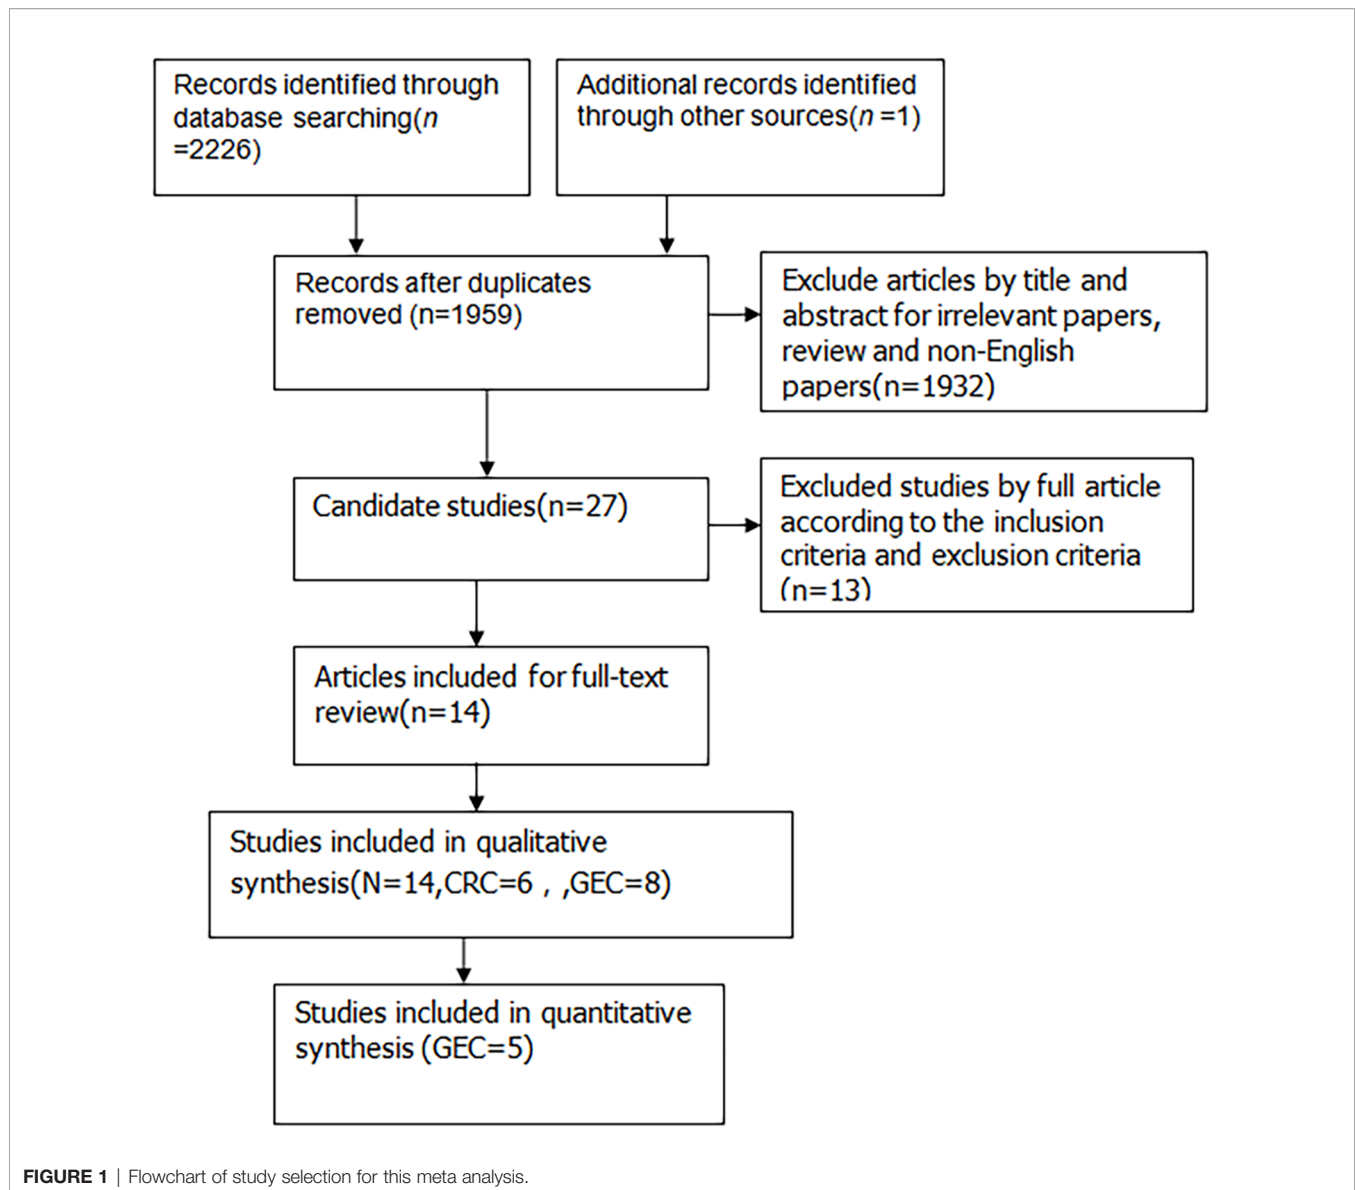 Records identified through
database searching(n
=2226)
Additional records identified
through other sources(n =1)
Records after duplicates
removed (n=1959)
Exclude articles by title and
abstract for irrelevant papers,
review and non-English
papers(n=1932)
Candidate studies(n=27)
Excluded studies by full article
according to the inclusion
criteria and exclusion criteria
(n=13)
Articles included for full-text
review(n=14)
Studies included in qualitative
synthesis(N=14,CRC=6 , ,GEC=8)
Studies included in quantitative
synthesis (GEC=5)
FIGURE 1 | Flowchart of study selection for this meta analysis.